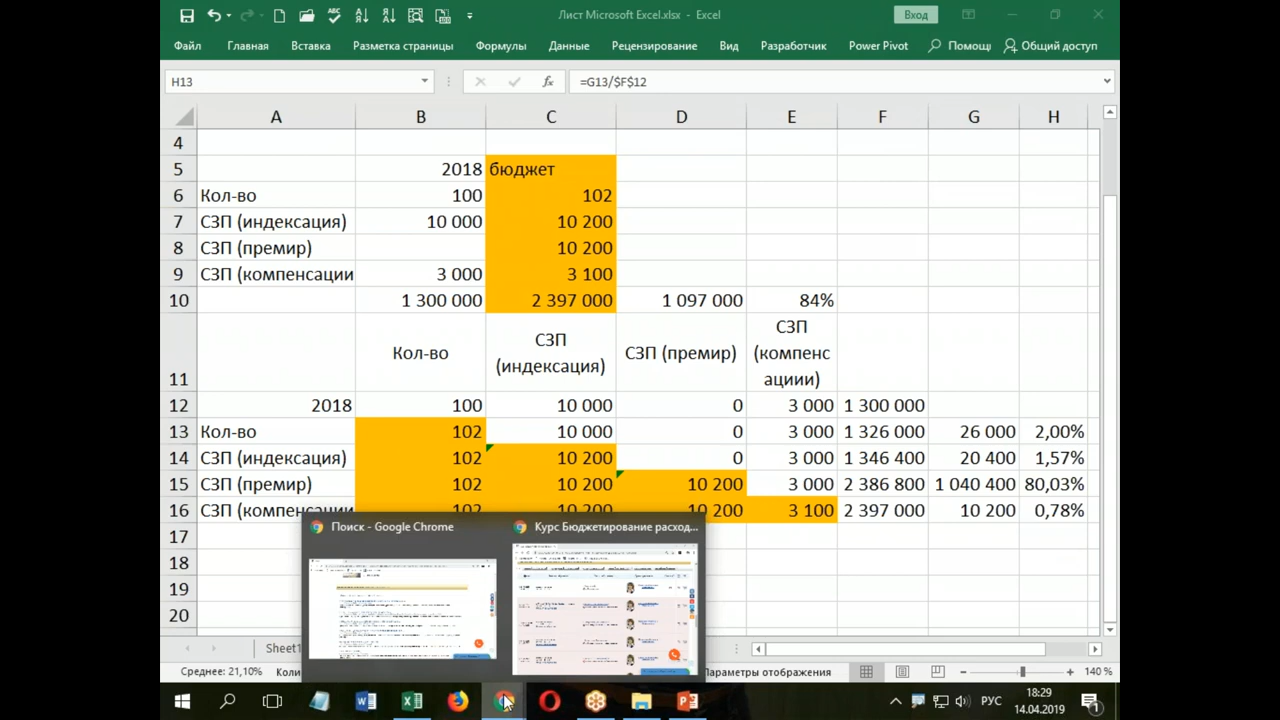 Лист Microsoft Excel.xlsx - Excel
Вход
Файл Главная Вставка Разметка страницы Формулы Данные Рецензирование Вид Разработчик Power Pivot Помощ Общий доступ
H13 fx =G13/$F$12
A B C D E F G H
4
5 2018 бюджет
6 Кол-во 100 102
7 СЗП (индексация) 10 000 10 200
8 СЗП (премир) 10 200
9 СЗП (компенсации 3 000 3 100
10 1 300 000 2 397 000 1 097 000 84%
11 Кол-во СЗП (индексация) СЗП (премир) СЗП (компенсациии)
12 2018 100 10 000 0 3 000 1 300 000
13 Кол-во 102 10 000 0 3 000 1 326 000 26 000 2,00%
14 СЗП (индексация) 102 10 200 0 3 000 1 346 400 20 400 1,57%
15 СЗП (премир) 102 10 200 10 200 3 000 2 386 800 1 040 400 80,03%
16 СЗП (компенсации 102 10 200 10 200 3 100 2 397 000 10 200 0,78%
17
18
19
20
Поиск - Google Chrome
Курс Бюджетирование расход...
Sheet1
Среднее: 21,10% Коли
Параметры отображения
140 %
РУС
18:29
14.04.2019
1